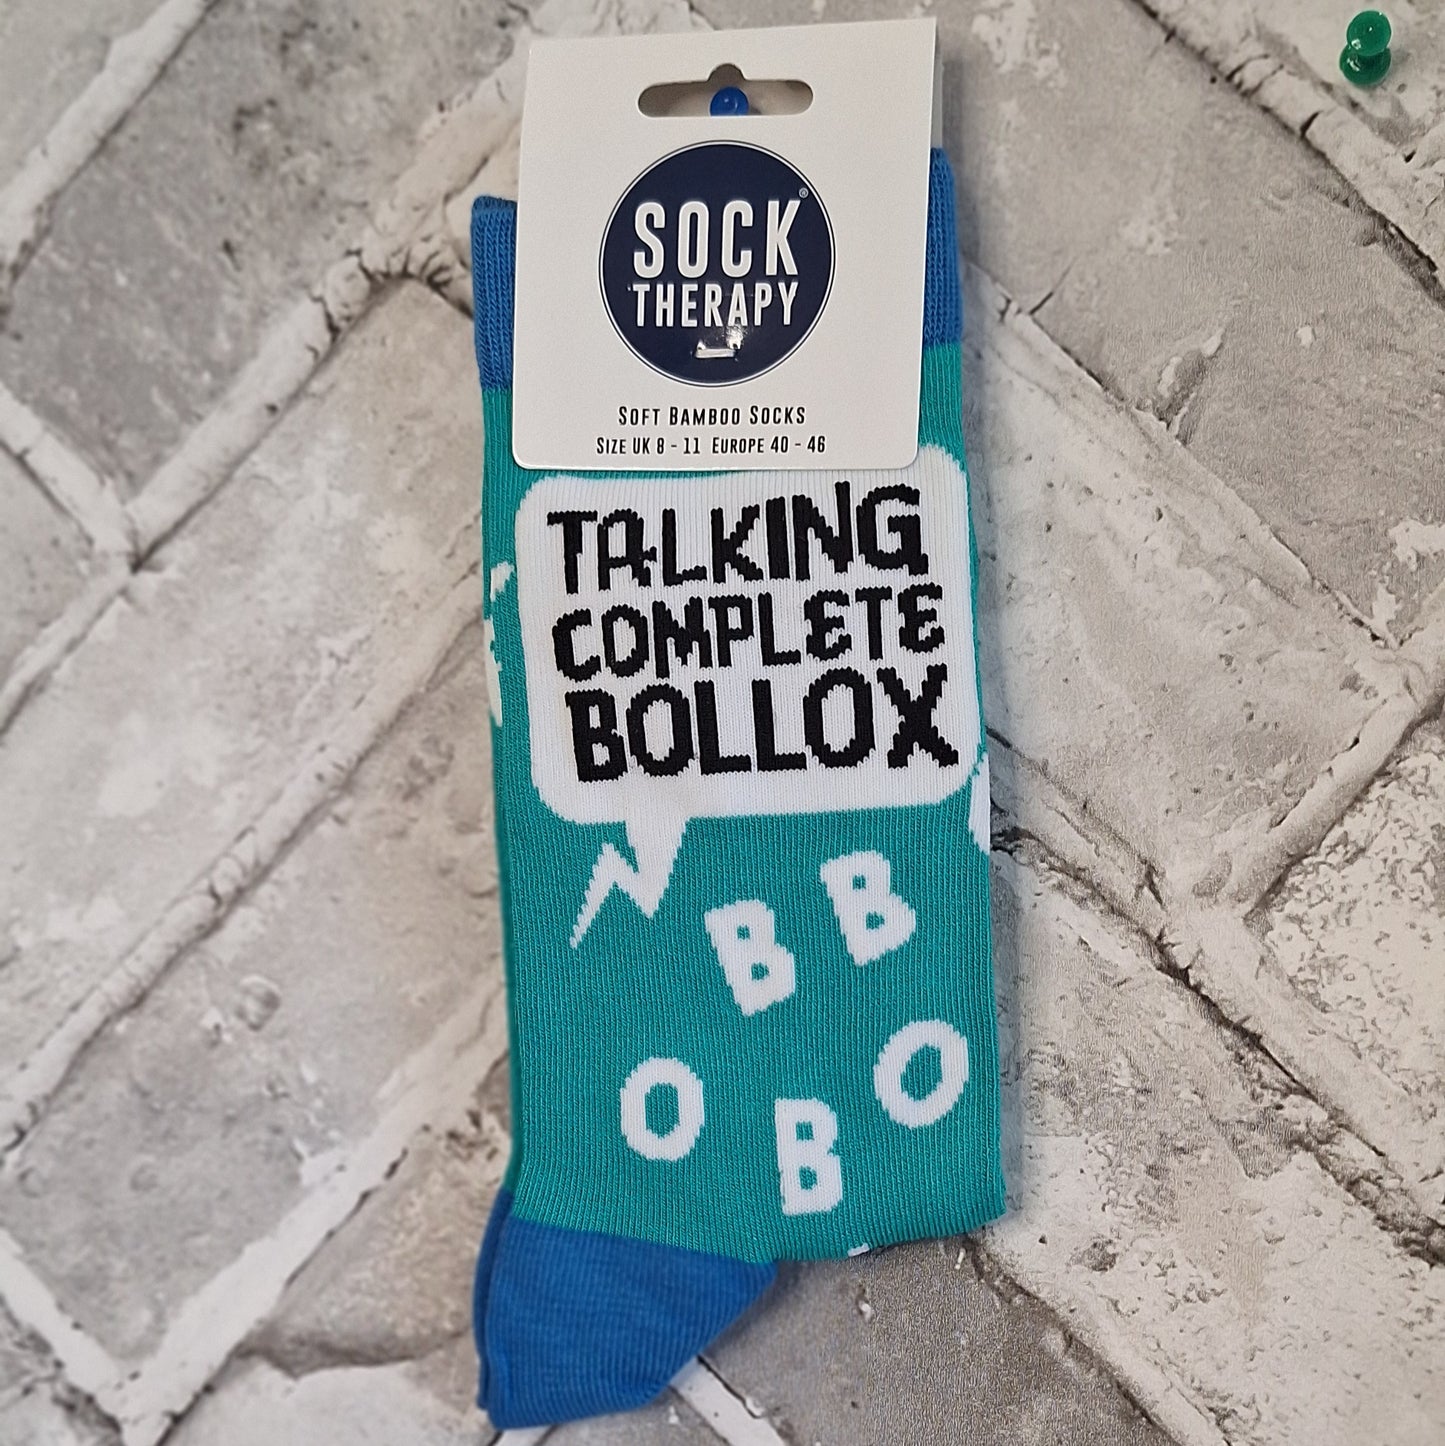 SOCK®
THERAPY
SOFT BAMBOO SOCKS
SIZE UK 8 - 11 EUROPE 40 - 46
TALKING
COMPLETE
BOLLOX
B B
O O
B